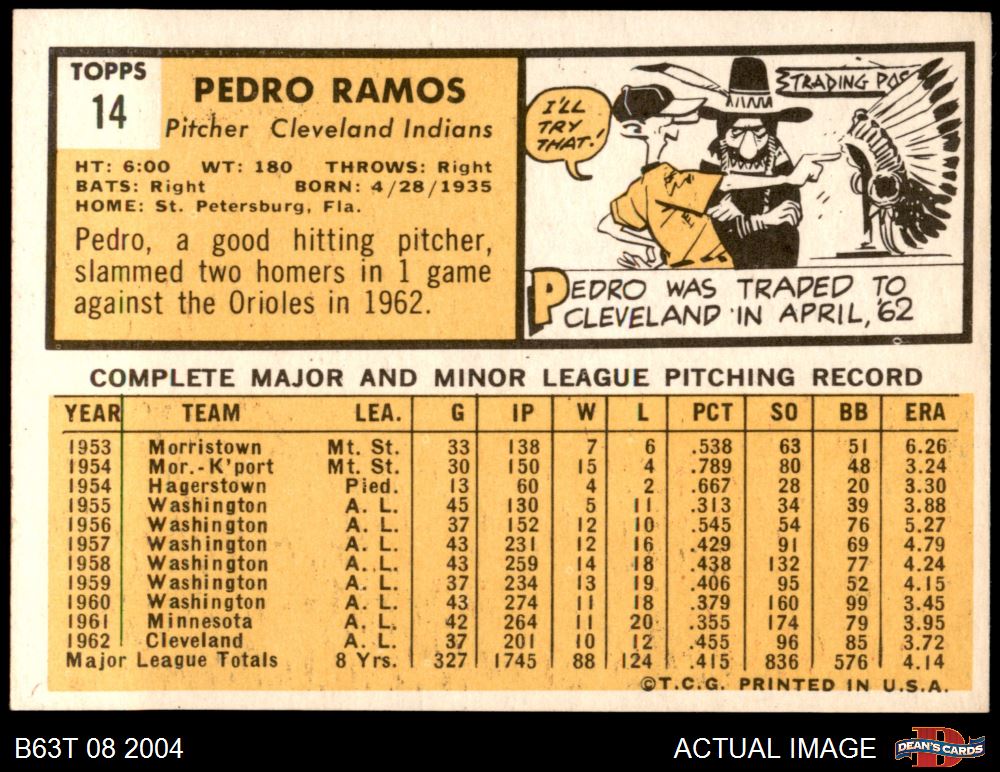 TOPPS
14
PEDRO RAMOS
Pitcher Cleveland Indians
HT: 6:00 WT: 180 THROWS: Right
BATS: Right BORN: 4/28/1935
HOME: St. Petersburg, Fla.
Pedro, a good hitting pitcher,
slammed two homers in 1 game
against the Orioles in 1962.
I'LL
TRY
THAT!
TRADING POS
PEDRO WAS TRADED TO
CLEVELAND IN APRIL, '62
COMPLETE MAJOR AND MINOR LEAGUE PITCHING RECORD
YEAR TEAM LEA. G IP W L PCT SO BB ERA
1953 Morristown Mt. St. 33 138 7 6 .538 63 51 6.26
1954 Mor.-K'port Mt. St. 30 150 15 4 .789 80 48 3.24
1954 Hagerstown Pied. 13 60 4 2 .667 28 20 3.30
1955 Washington A. L. 45 130 5 11 .313 34 39 3.88
1956 Washington A. L. 37 152 12 10 .545 54 76 5.27
1957 Washington A. L. 43 231 12 16 .429 91 69 4.79
1958 Washington A. L. 43 259 14 18 .438 132 77 4.24
1959 Washington A. L. 37 234 13 19 .406 95 52 4.15
1960 Washington A. L. 43 274 11 18 .379 160 99 3.45
1961 Minnesota A. L. 42 264 11 20 .355 174 79 3.95
1962 Cleveland A. L. 37 201 10 12 .455 96 85 3.72
Major League Totals 8 Yrs. 327 1745 88 124 .415 836 576 4.14
©T.C.G. PRINTED IN U.S.A.
B63T 08 2004 ACTUAL IMAGE
D
DEAN'S CARDS